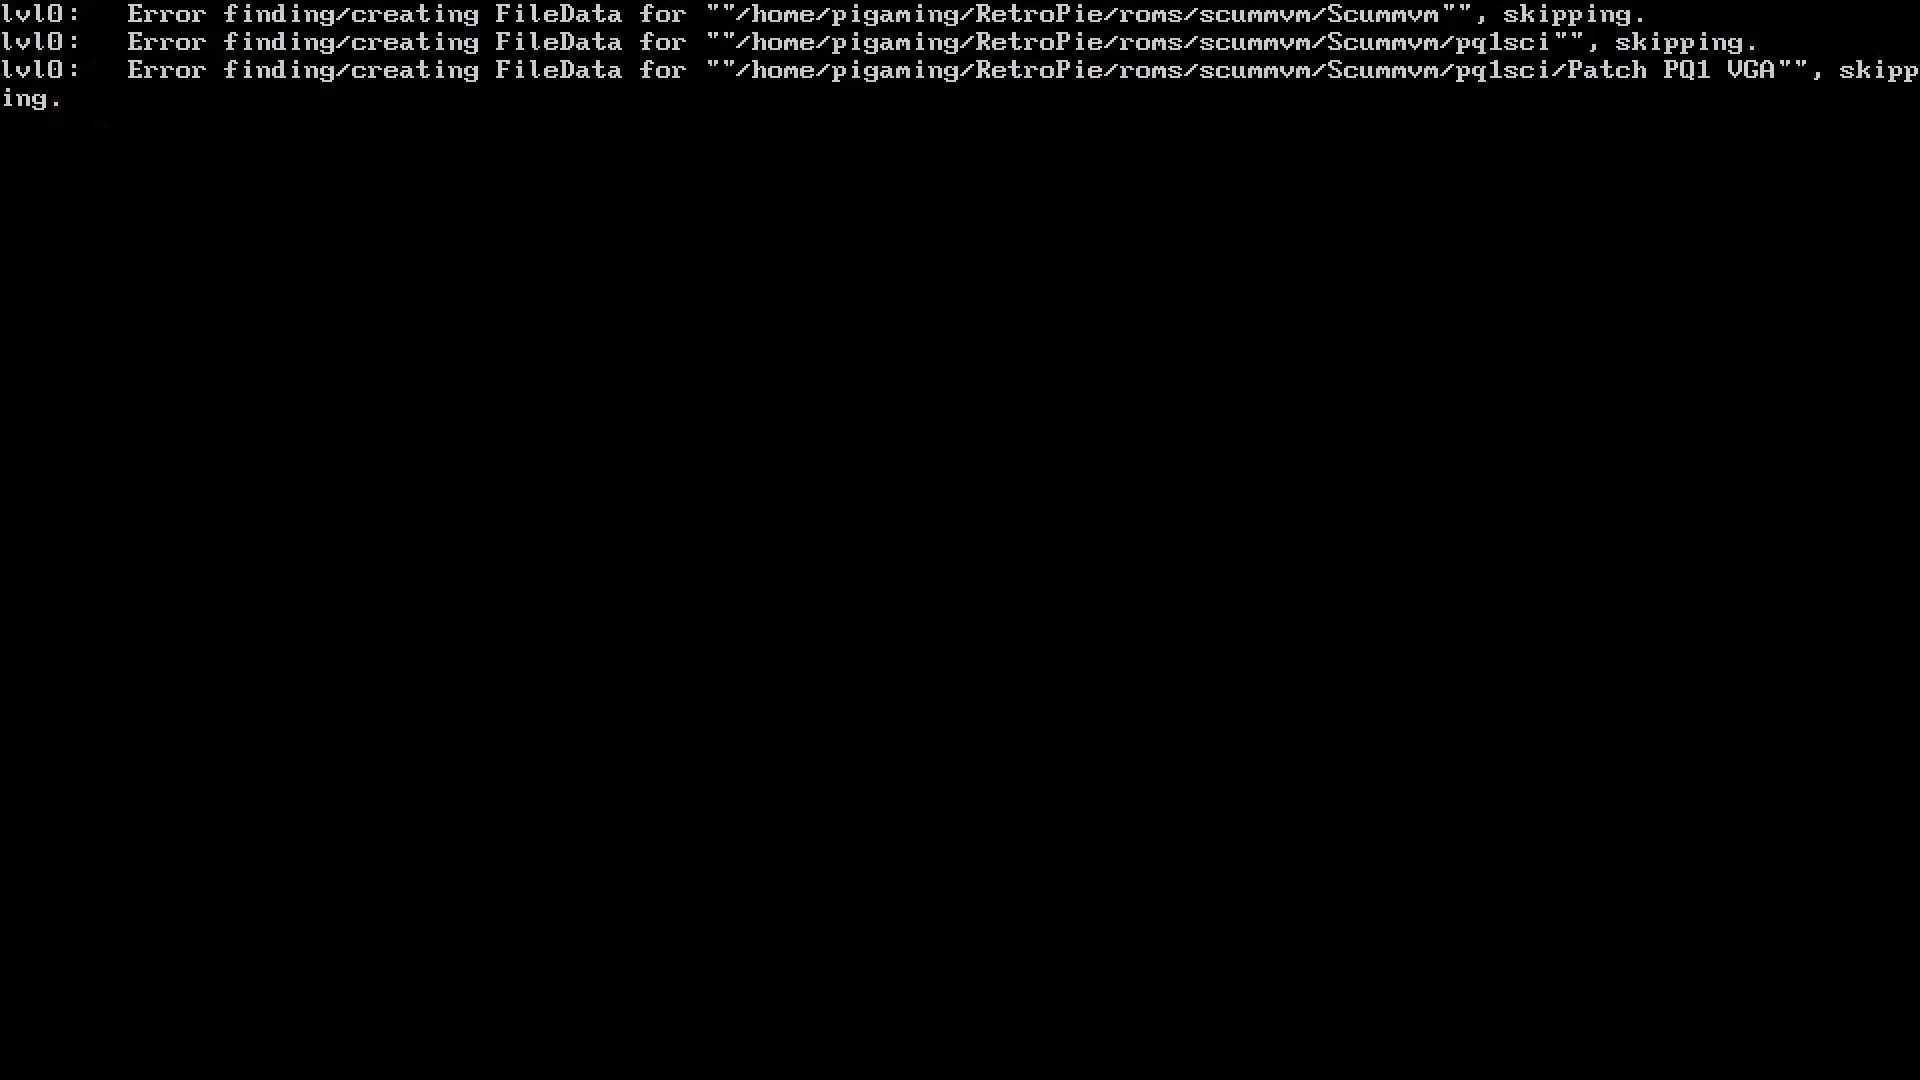 lvl0:   Error finding/creating FileData for ""/home/pigaming/RetroPie/roms/scummvm/Scummvm"", skipping.
lvl0:   Error finding/creating FileData for ""/home/pigaming/RetroPie/roms/scummvm/Scummvm/pq1sci"", skipping.
lvl0:   Error finding/creating FileData for ""/home/pigaming/RetroPie/roms/scummvm/Scummvm/pq1sci/Patch PQ1 VGA"", skipp
ing.